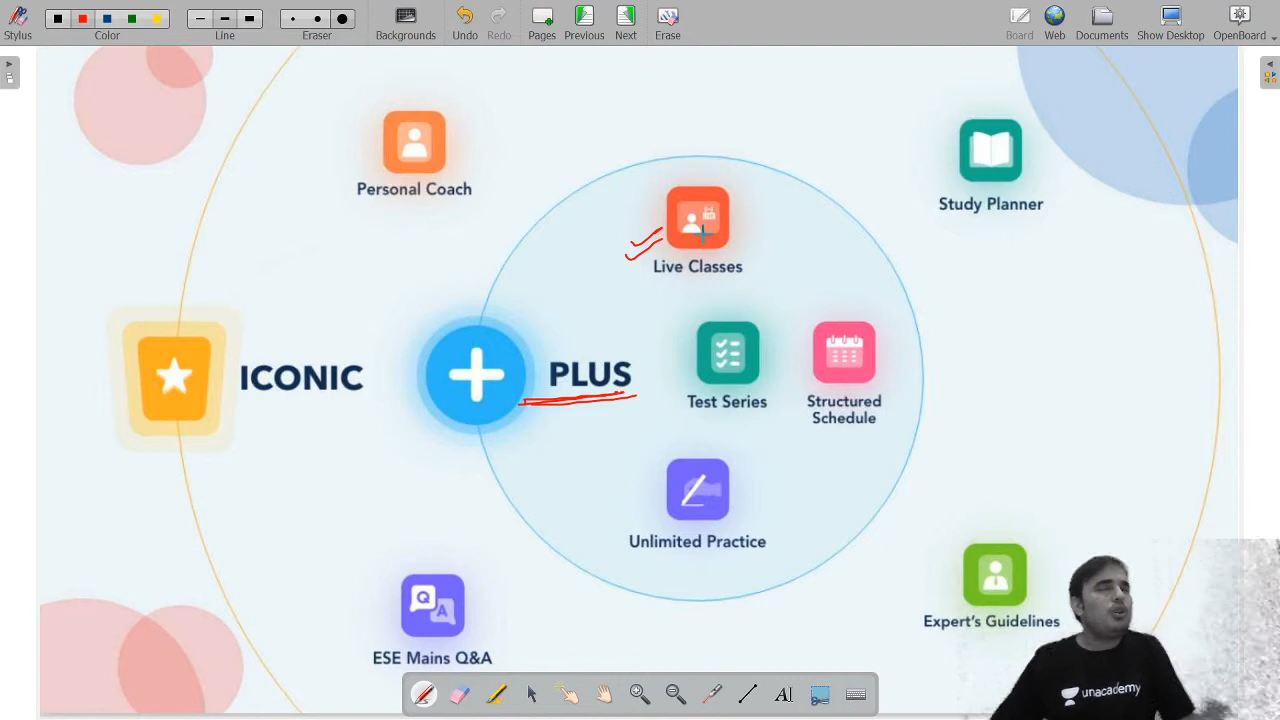 Stylus
Color
Line
Eraser
Backgrounds
Undo
Redo
Pages
Previous
Next
Erase
Board
Web
Documents
Show Desktop
OpenBoard
Personal Coach
Study Planner
Live Classes
ICONIC
PLUS
Test Series
Structured
Schedule
Unlimited Practice
Expert's Guidelines
ESE Mains Q&A
Q
A
unacademy
AI